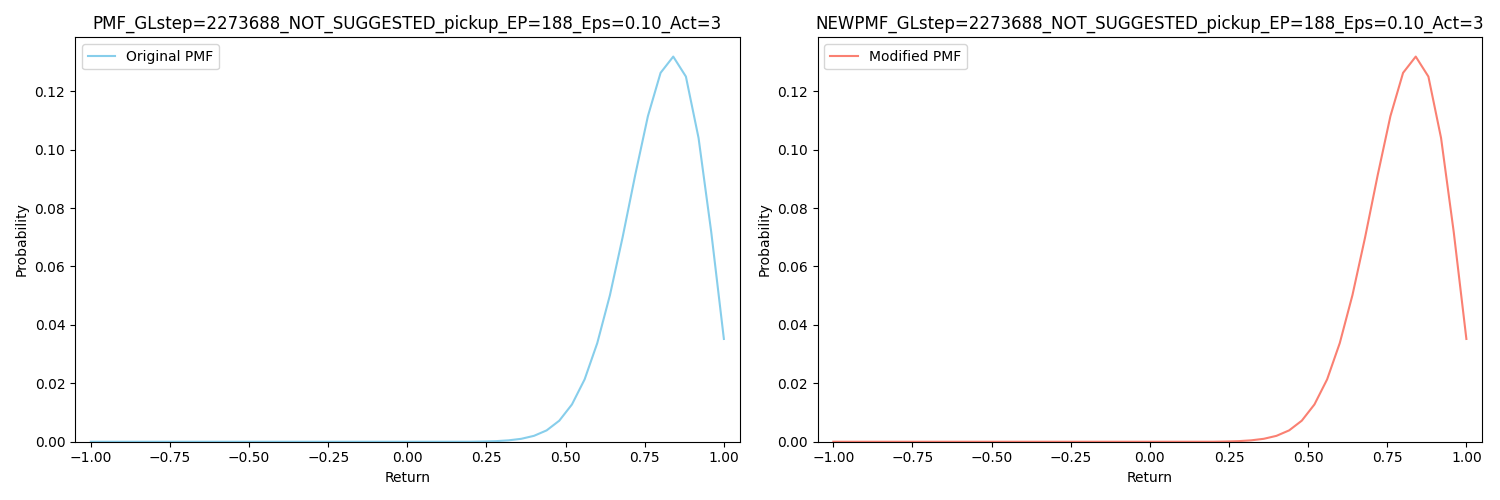 PMF_GLstep=2273688_NOT_SUGGESTED_pickup_EP=188_Eps=0.10_Act=3
Original PMF
Probability
0.12
0.10
0.08
0.06
0.04
0.02
0.00
−1.00 −0.75 −0.50 −0.25 0.00 0.25 0.50 0.75 1.00
Return
NEWPMF_GLstep=2273688_NOT_SUGGESTED_pickup_EP=188_Eps=0.10_Act=3
Modified PMF
Probability
0.12
0.10
0.08
0.06
0.04
0.02
0.00
−1.00 −0.75 −0.50 −0.25 0.00 0.25 0.50 0.75 1.00
Return